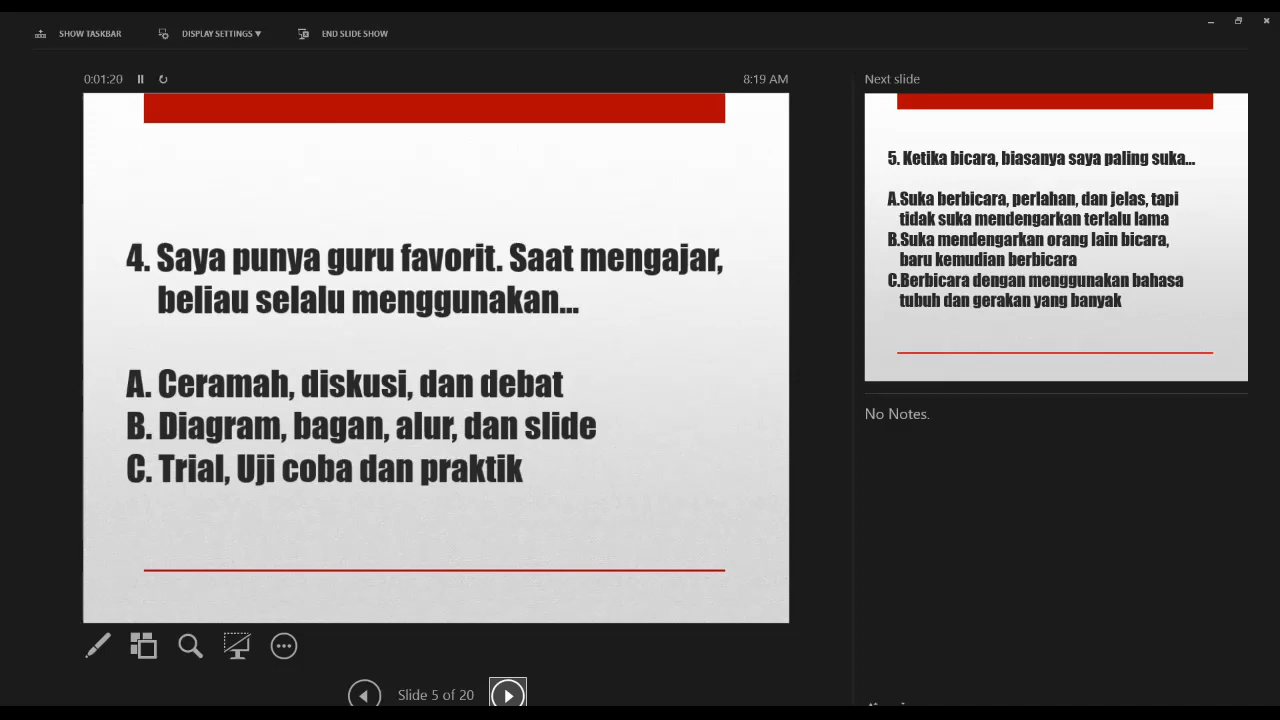 SHOW TASKBAR
DISPLAY SETTINGS ▼
END SLIDE SHOW
0:01:20
8:19 AM
4. Saya punya guru favorit. Saat mengajar,
beliau selalu menggunakan...
A. Ceramah, diskusi, dan debat
B. Diagram, bagan, alur, dan slide
C. Trial, Uji coba dan praktik
Slide 5 of 20
Next slide
5. Ketika bicara, biasanya saya paling suka...
A.Suka berbicara, perlahan, dan jelas, tapi
tidak suka mendengarkan terlalu lama
B.Suka mendengarkan orang lain bicara,
baru kemudian berbicara
C.Berbicara dengan menggunakan bahasa
tubuh dan gerakan yang banyak
No Notes.